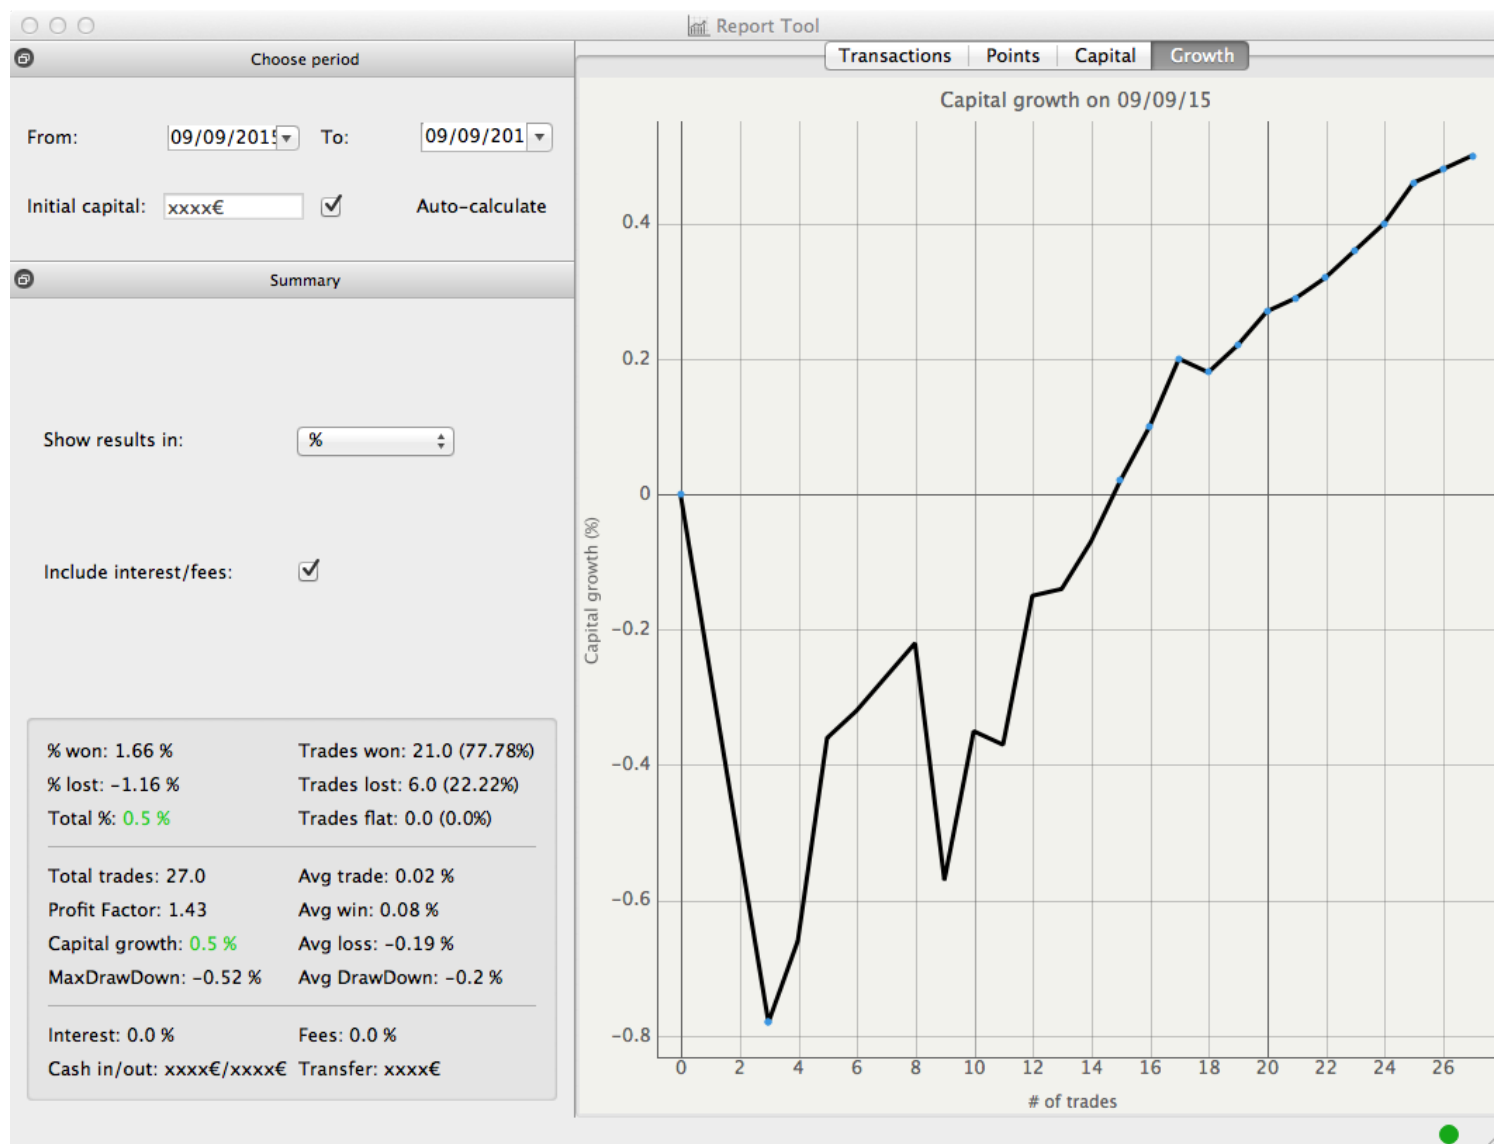 Report Tool
Choose period
From: 09/09/2015 To: 09/09/201
Initial capital: xxxx€ Auto-calculate
Summary
Show results in: %
Include interest/fees:
% won: 1.66 % Trades won: 21.0 (77.78%)
% lost: -1.16 % Trades lost: 6.0 (22.22%)
Total %: 0.5 % Trades flat: 0.0 (0.0%)
Total trades: 27.0 Avg trade: 0.02 %
Profit Factor: 1.43 Avg win: 0.08 %
Capital growth: 0.5 % Avg loss: -0.19 %
MaxDrawDown: -0.52 % Avg DrawDown: -0.2 %
Interest: 0.0 % Fees: 0.0 %
Cash in/out: xxxx€/xxxx€ Transfer: xxxx€
Transactions Points Capital Growth
Capital growth on 09/09/15
Capital growth (%)
0.4
0.2
0
-0.2
-0.4
-0.6
-0.8
0 2 4 6 8 10 12 14 16 18 20 22 24 26
# of trades